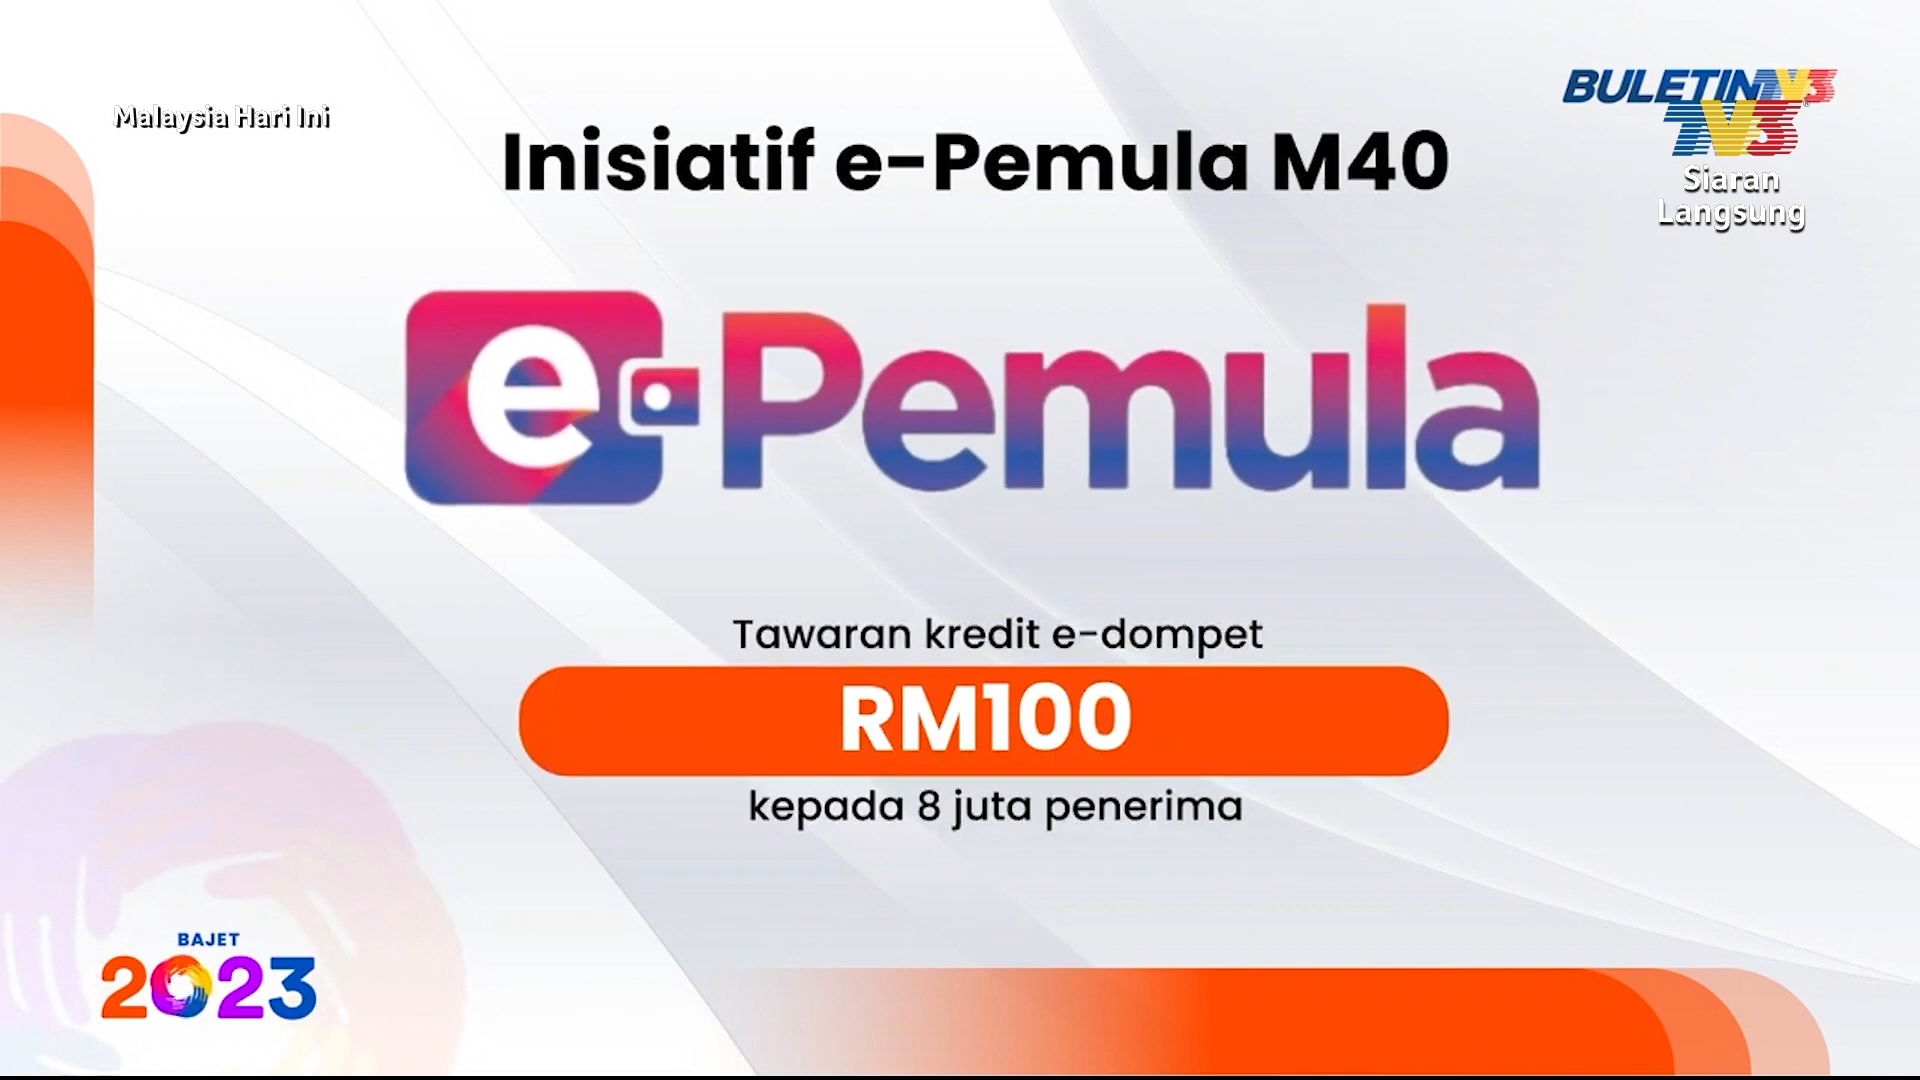 Malaysia Hari Ini
BULETIN TV3
TV3
Siaran
Langsung
Inisiatif e-Pemula M40
e-Pemula
Tawaran kredit e-dompet
RM100
kepada 8 juta penerima
BAJET
2023